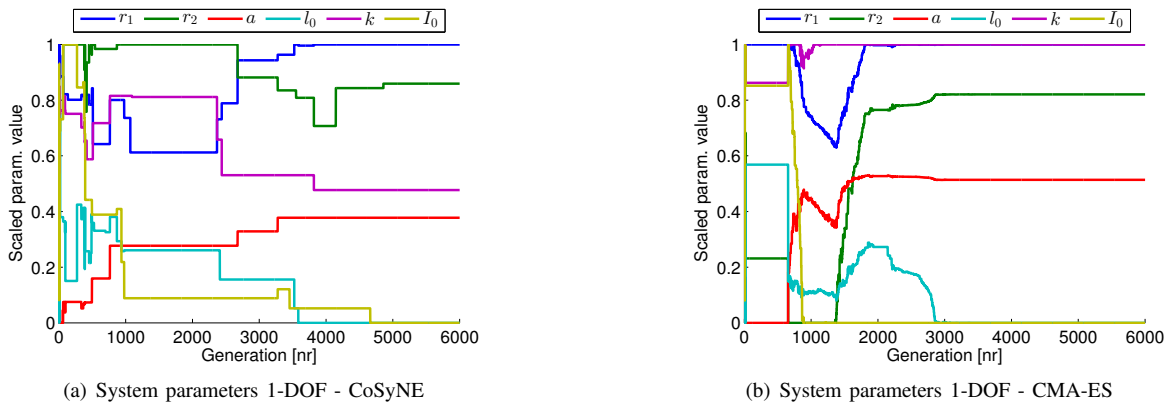 r₁ r₂ a l₀ k I₀
Scaled param. value
1
0.8
0.6
0.4
0.2
0
0 1000 2000 3000 4000 5000 6000
Generation [nr]
(a) System parameters 1-DOF - CoSyNE
r₁ r₂ a l₀ k I₀
Scaled param. value
1
0.8
0.6
0.4
0.2
0
0 1000 2000 3000 4000 5000 6000
Generation [nr]
(b) System parameters 1-DOF - CMA-ES